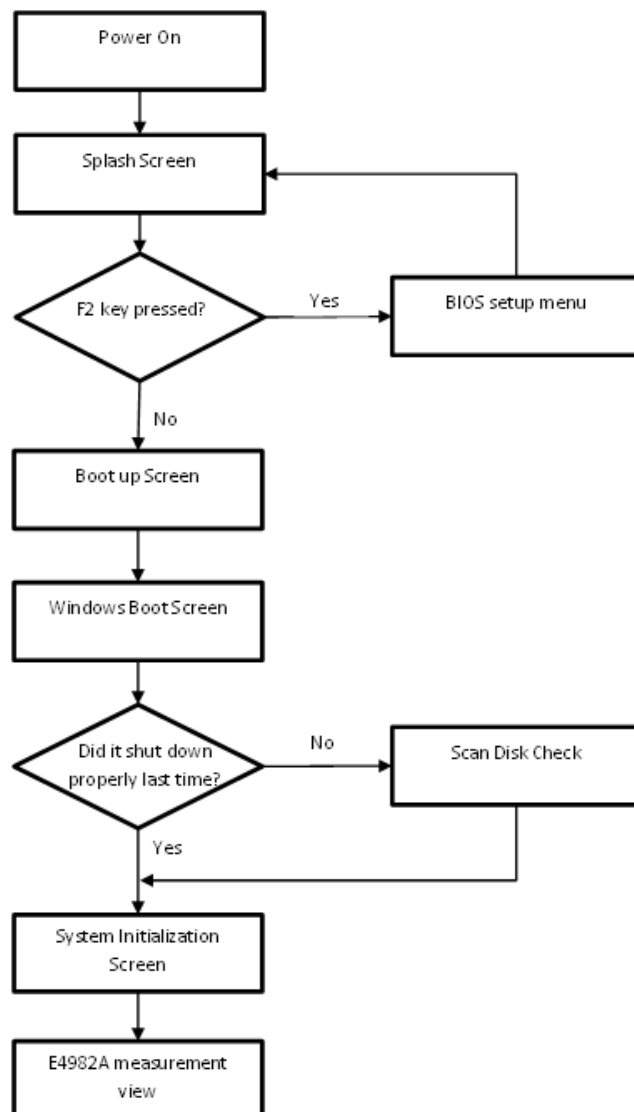 Power On
Splash Screen
F2 key pressed?
Yes
BIOS setup menu
No
Boot up Screen
Windows Boot Screen
Did it shut down
properly last time?
No
Scan Disk Check
Yes
System Initialization
Screen
E4982A measurement
view